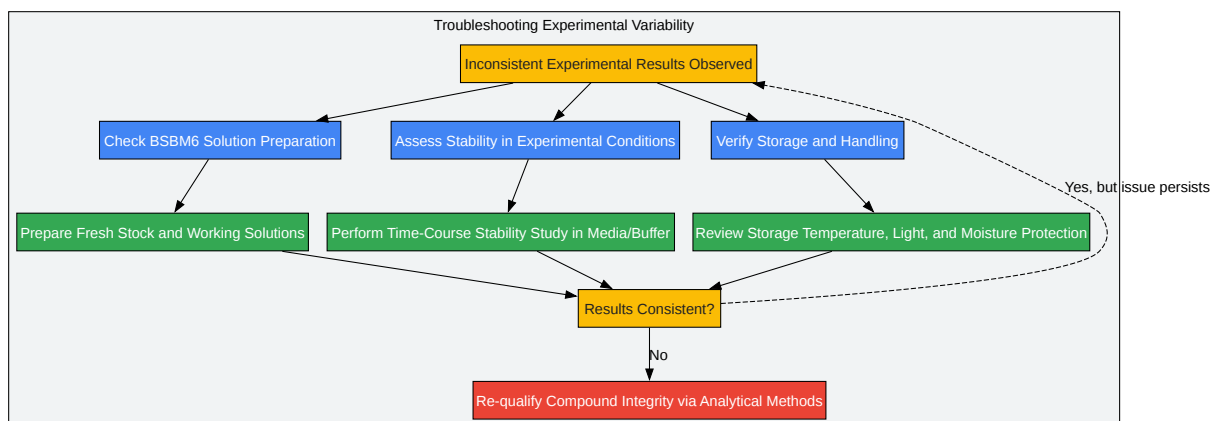 Troubleshooting Experimental Variability
Inconsistent Experimental Results Observed
Check BSBM6 Solution Preparation
Assess Stability in Experimental Conditions
Verify Storage and Handling
Yes, but issue persists
Prepare Fresh Stock and Working Solutions
Perform Time-Course Stability Study in Media/Buffer
Review Storage Temperature, Light, and Moisture Protection
Results Consistent?
No
Re-qualify Compound Integrity via Analytical Methods